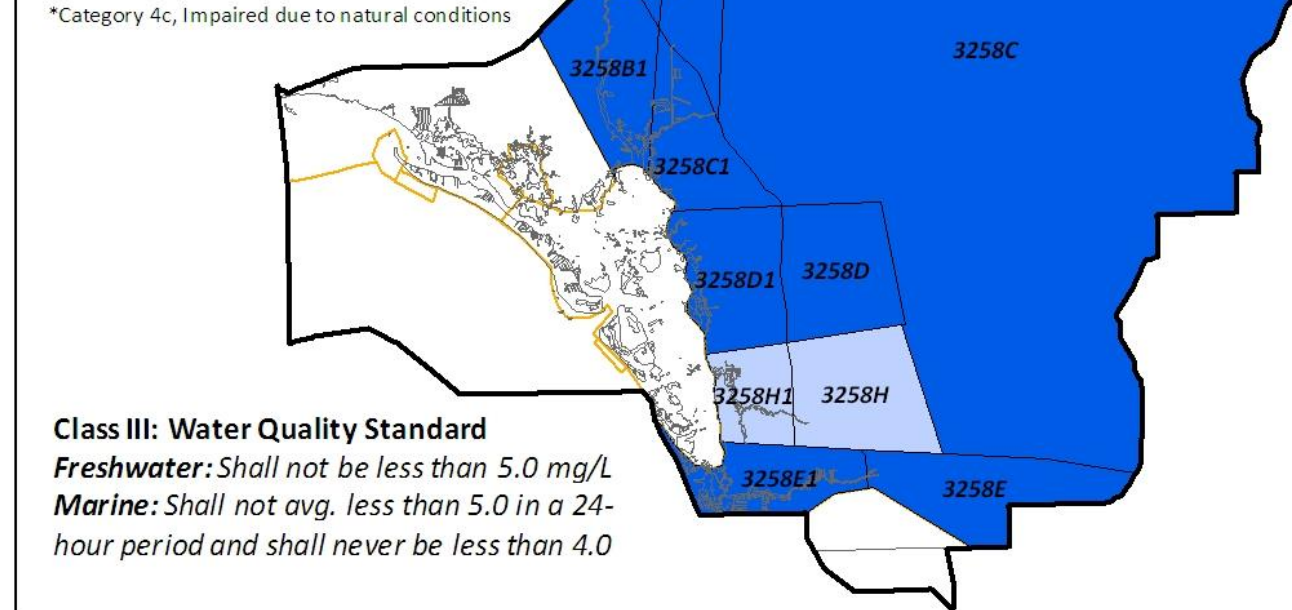 *Category 4c, Impaired due to natural conditions
3258C
3258B1
3258C1
3258D1
3258D
3258H1
3258H
3258E1
3258E
Class III: Water Quality Standard
Freshwater: Shall not be less than 5.0 mg/L
Marine: Shall not avg. less than 5.0 in a 24-
hour period and shall never be less than 4.0